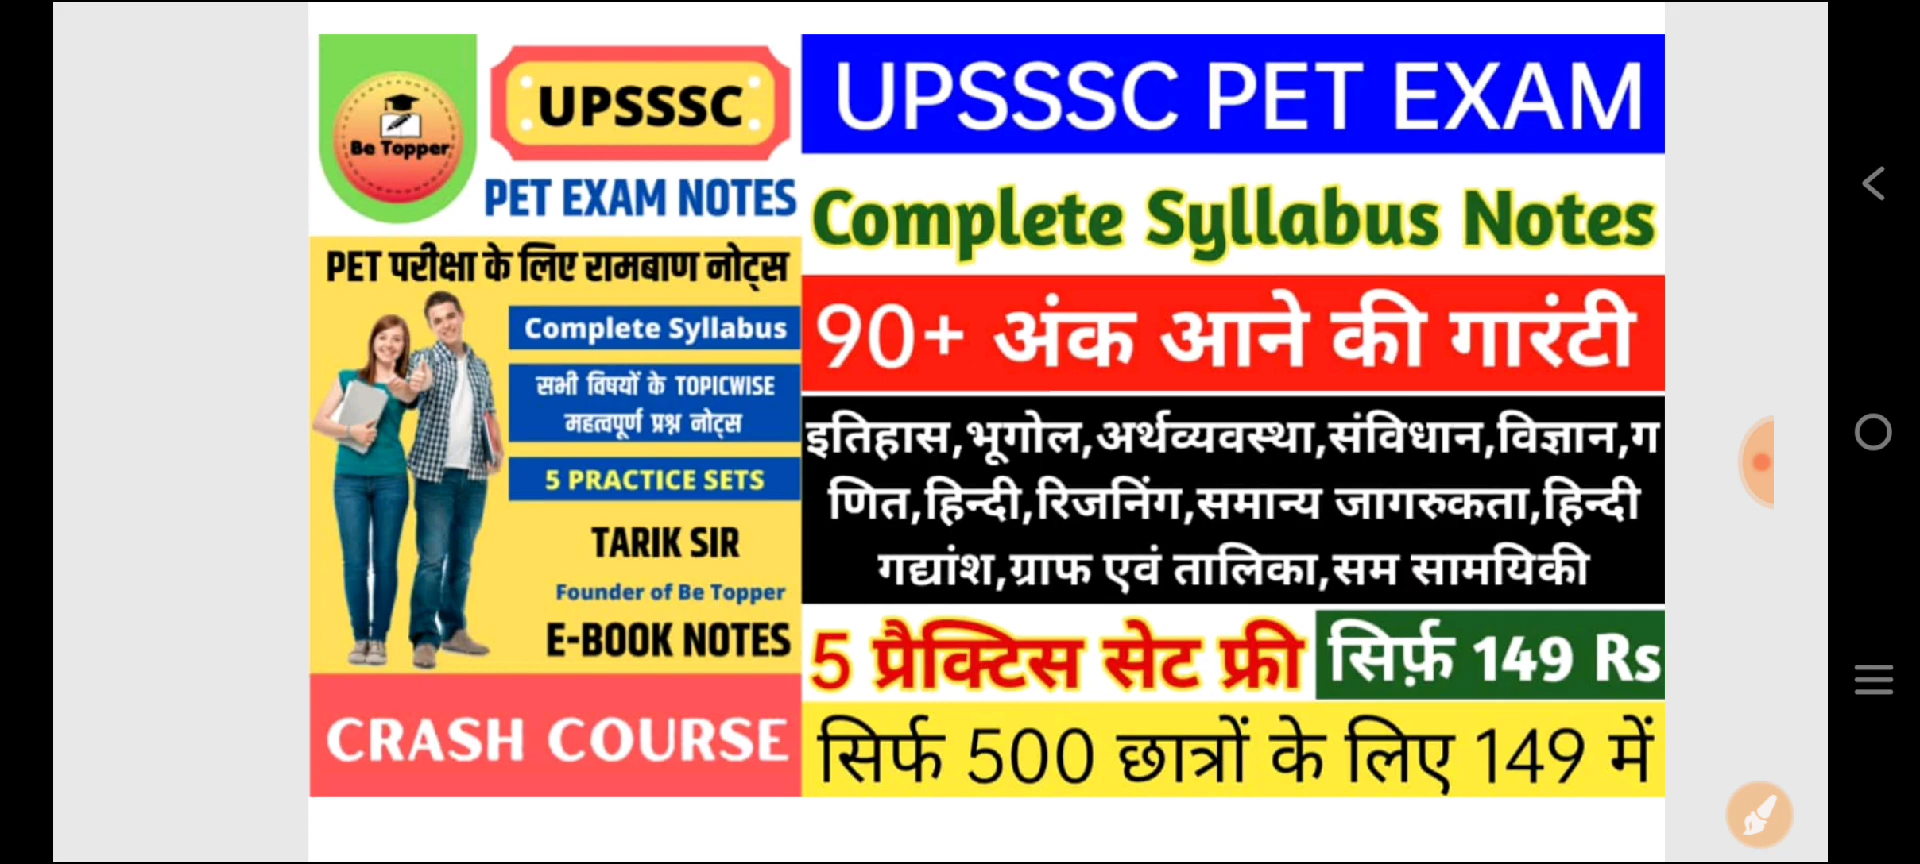 Be Topper
UPSSSC
PET EXAM NOTES
PET परीक्षा के लिए रामबाण नोट्स
Complete Syllabus
सभी विषयों के TOPICWISE
महत्वपूर्ण प्रश्न नोट्स
5 PRACTICE SETS
TARIK SIR
Founder of Be Topper
E-BOOK NOTES
CRASH COURSE
UPSSSC PET EXAM
Complete Syllabus Notes
90+ अंक आने की गारंटी
इतिहास,भूगोल,अर्थव्यवस्था,संविधान,विज्ञान,ग
णित,हिन्दी,रिजनिंग,समान्य जागरुकता,हिन्दी
गद्यांश,ग्राफ एवं तालिका,सम सामयिकी
5 प्रैक्टिस सेट फ्री
सिर्फ़ 149 Rs
सिर्फ 500 छात्रों के लिए 149 में